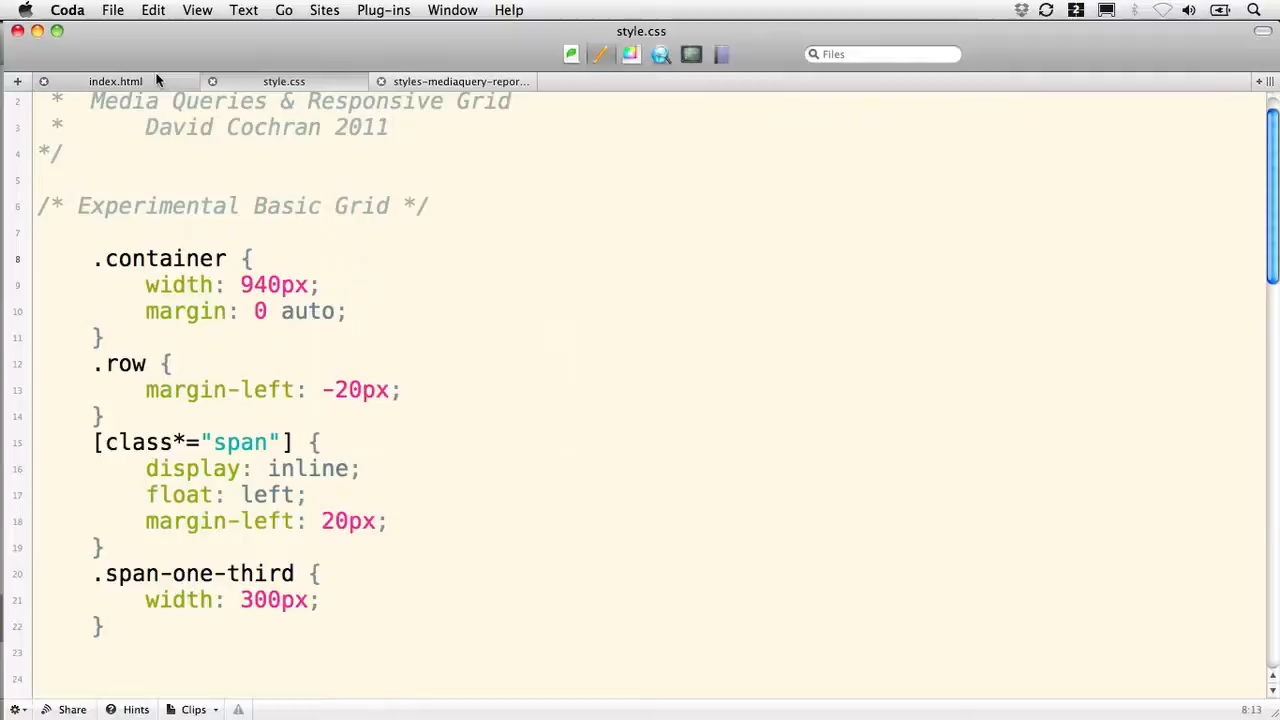 Coda File Edit View Text Go Sites Plug-ins Window Help
style.css
Files
index.html style.css styles-mediaquery-repor...
2 * Media Queries & Responsive Grid
3 * David Cochran 2011
4 */
5
6 /* Experimental Basic Grid */
7
8 .container {
9 width: 940px;
10 margin: 0 auto;
11 }
12 .row {
13 margin-left: -20px;
14 }
15 [class*="span"] {
16 display: inline;
17 float: left;
18 margin-left: 20px;
19 }
20 .span-one-third {
21 width: 300px;
22 }
23
24
Share Hints Clips 8:13